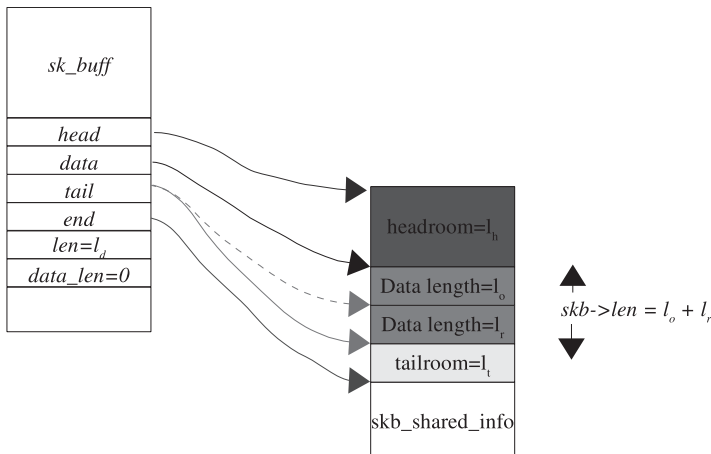 sk_buff
head
data
tail
end
len=l_d
data_len=0
headroom=l_h
Data length=l_o
Data length=l_r
tailroom=l_t
skb_shared_info
skb->len = l_o + l_r